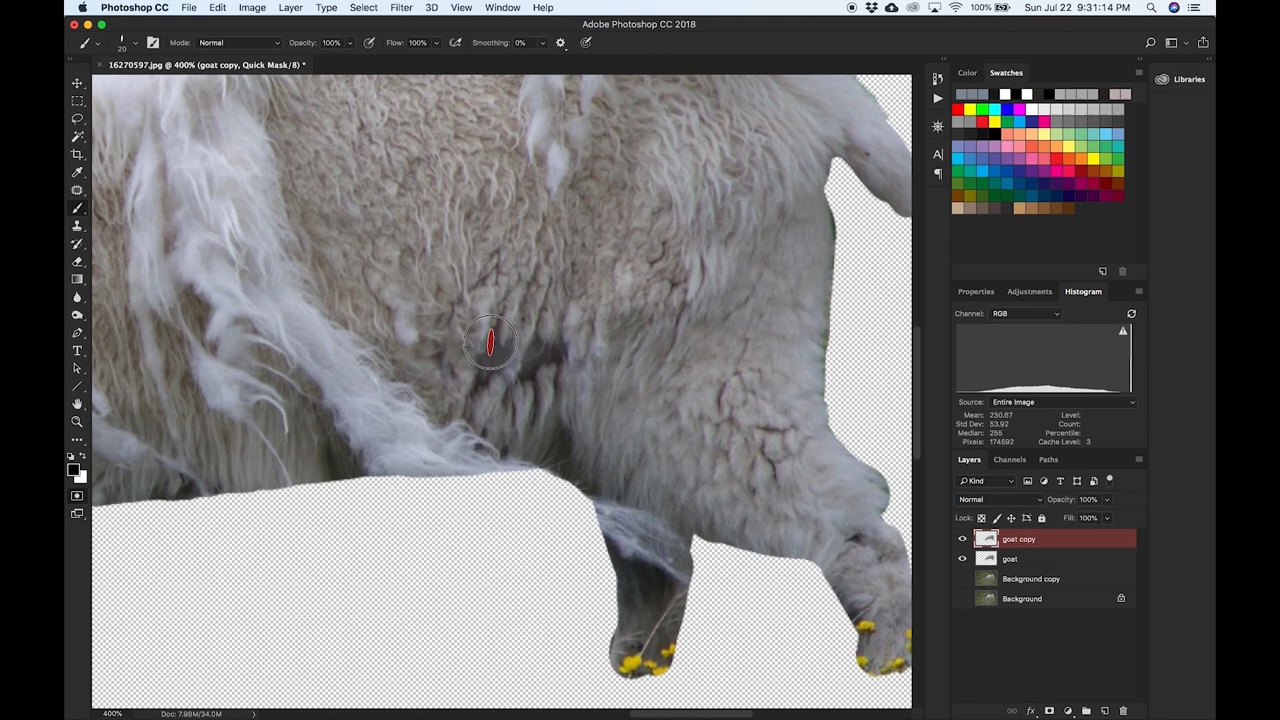 Photoshop CC File Edit Image Layer Type Select Filter 3D View Window Help 100% Sun Jul 22 9:31:14 PM
Adobe Photoshop CC 2018
20 Mode: Normal Opacity: 100% Flow: 100% Smoothing: 0%
× 16270597.jpg @ 400% (goat copy, Quick Mask/8) *
Color Swatches
Libraries
Properties Adjustments Histogram
Channel: RGB
Source: Entire Image
Mean: 230.67 Level:
Std Dev: 53.92 Count:
Median: 255 Percentile:
Pixels: 174592 Cache Level: 3
Layers Channels Paths
Kind
Normal Opacity: 100%
Lock: Fill: 100%
goat copy
goat
Background copy
Background
400% Doc: 7.98M/34.0M